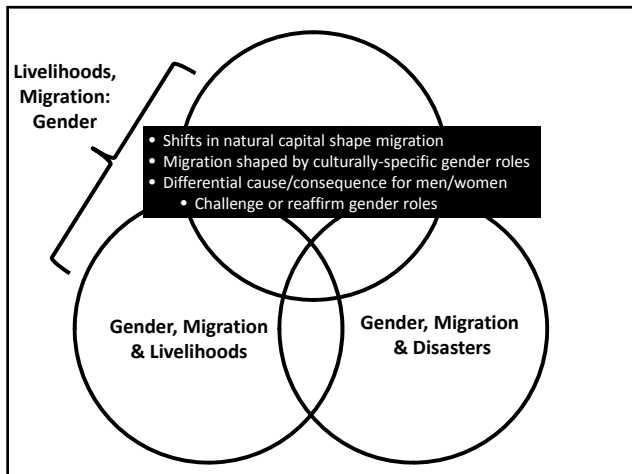 Livelihoods,
Migration:
Gender
• Shifts in natural capital shape migration
• Migration shaped by culturally-specific gender roles
• Differential cause/consequence for men/women
• Challenge or reaffirm gender roles
Gender, Migration
& Livelihoods
Gender, Migration
& Disasters